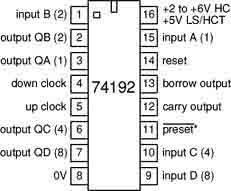 input B (2) 1
output QB (2) 2
output QA (1) 3
down clock 4
up clock 5
output QC (4) 6
output QD (8) 7
0V 8
74192
16 +2 to +6V HC
+5V LS/HCT
15 input A (1)
14 reset
13 borrow output
12 carry output
11 preset*
10 input C (4)
9 input D (8)